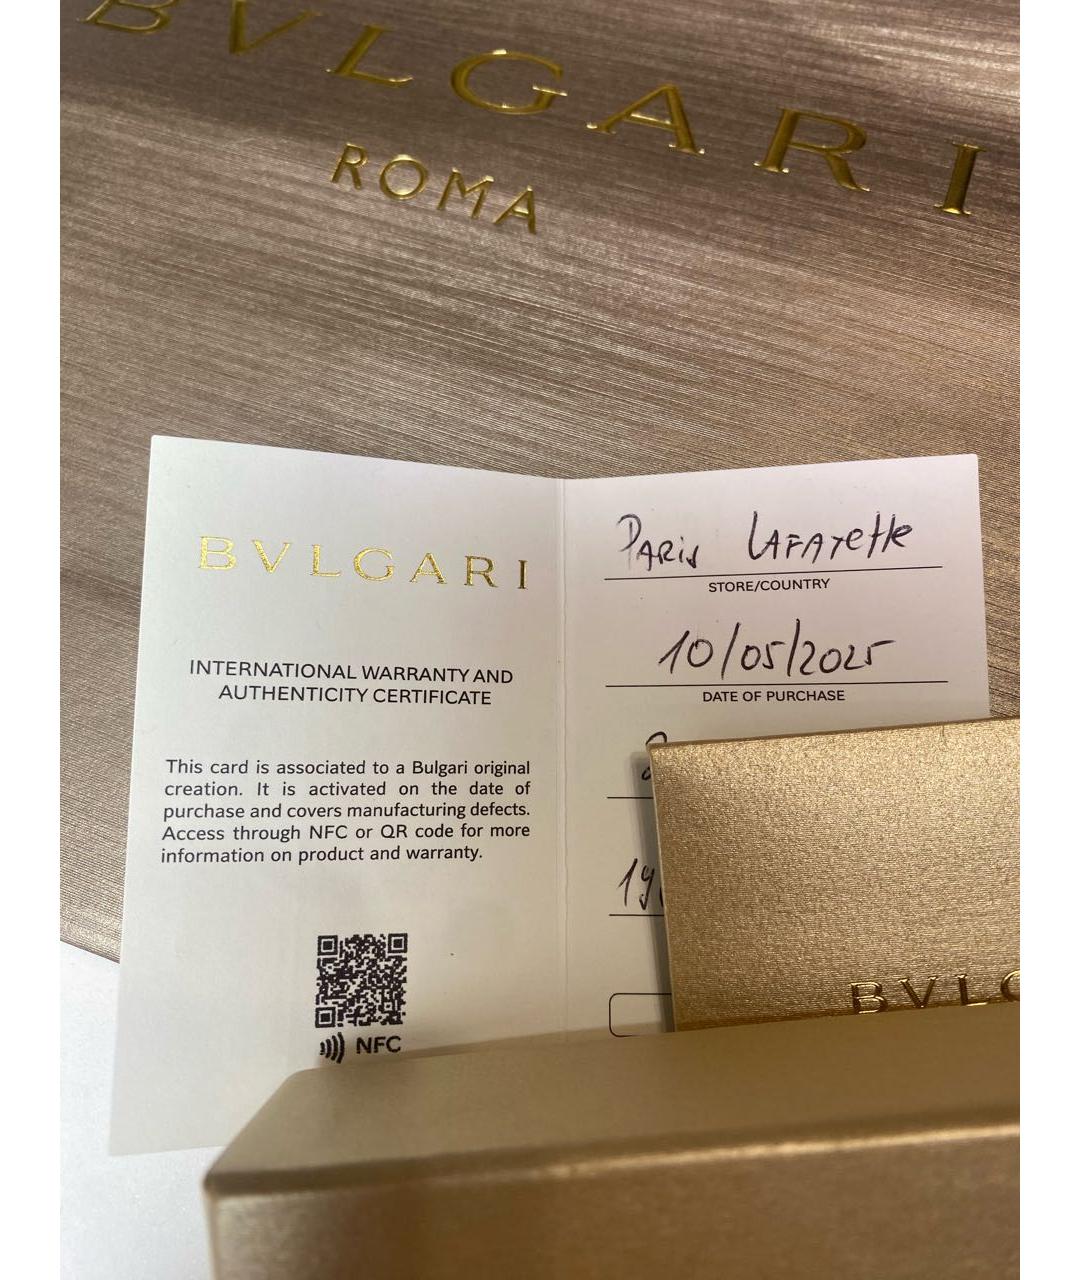 BVLGARI
ROMA
BVLGARI
INTERNATIONAL WARRANTY AND
AUTHENTICITY CERTIFICATE
This card is associated to a Bulgari original
creation. It is activated on the date of
purchase and covers manufacturing defects.
Access through NFC or QR code for more
information on product and warranty.
NFC
Paris Lafayette
STORE/COUNTRY
10/05/2025
DATE OF PURCHASE
BVLG